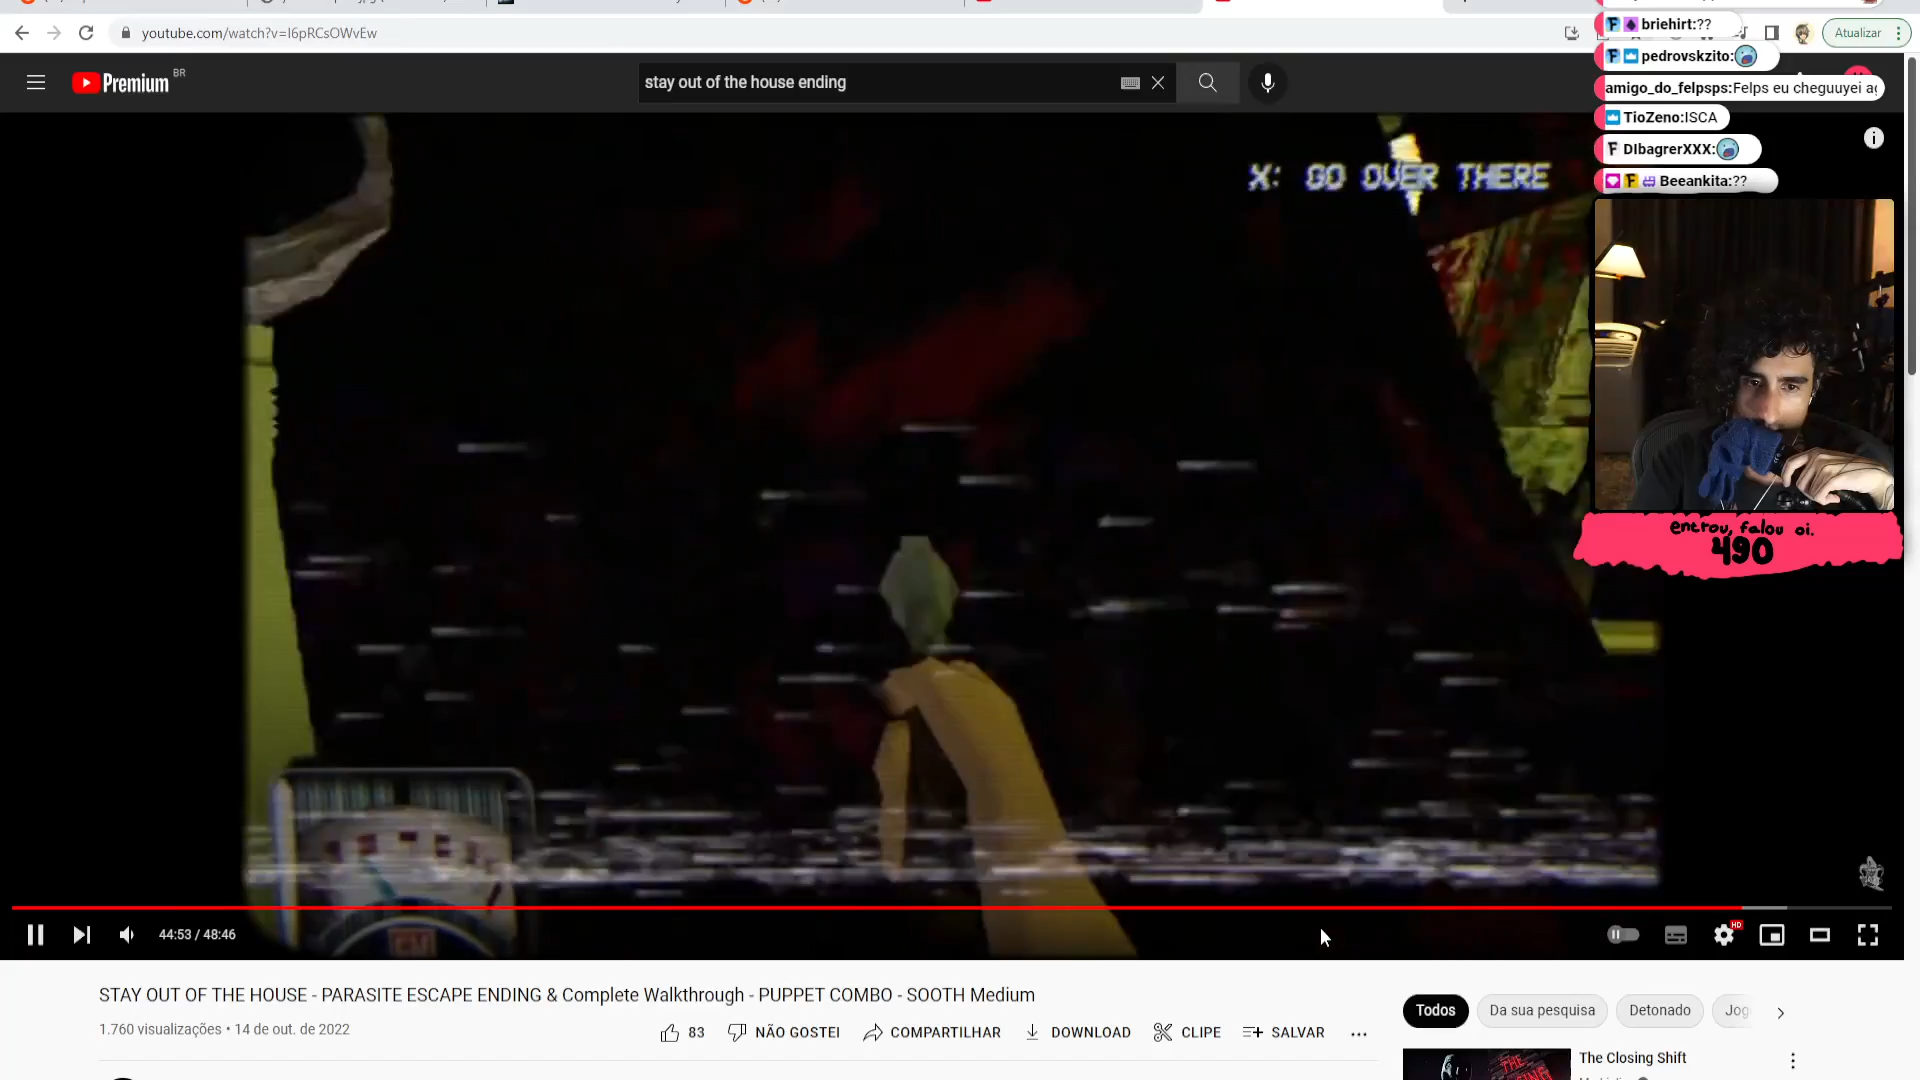 youtube.com/watch?v=I6pRCsOWvEw
Atualizar
Premium BR
stay out of the house ending
briehirt:??
pedrovskzito:
amigo_do_felpsps:Felps eu cheguuyei ag
TioZeno:ISCA
DIbagrerXXX:
Beeankita:??
X: GO OVER THERE
entrou, falou oi.
490
44:53 / 48:46
HD
STAY OUT OF THE HOUSE - PARASITE ESCAPE ENDING & Complete Walkthrough - PUPPET COMBO - SOOTH Medium
1.760 visualizações • 14 de out. de 2022
83
NÃO GOSTEI
COMPARTILHAR
DOWNLOAD
CLIPE
SALVAR
Todos
Da sua pesquisa
Detonado
Jog
The Closing Shift